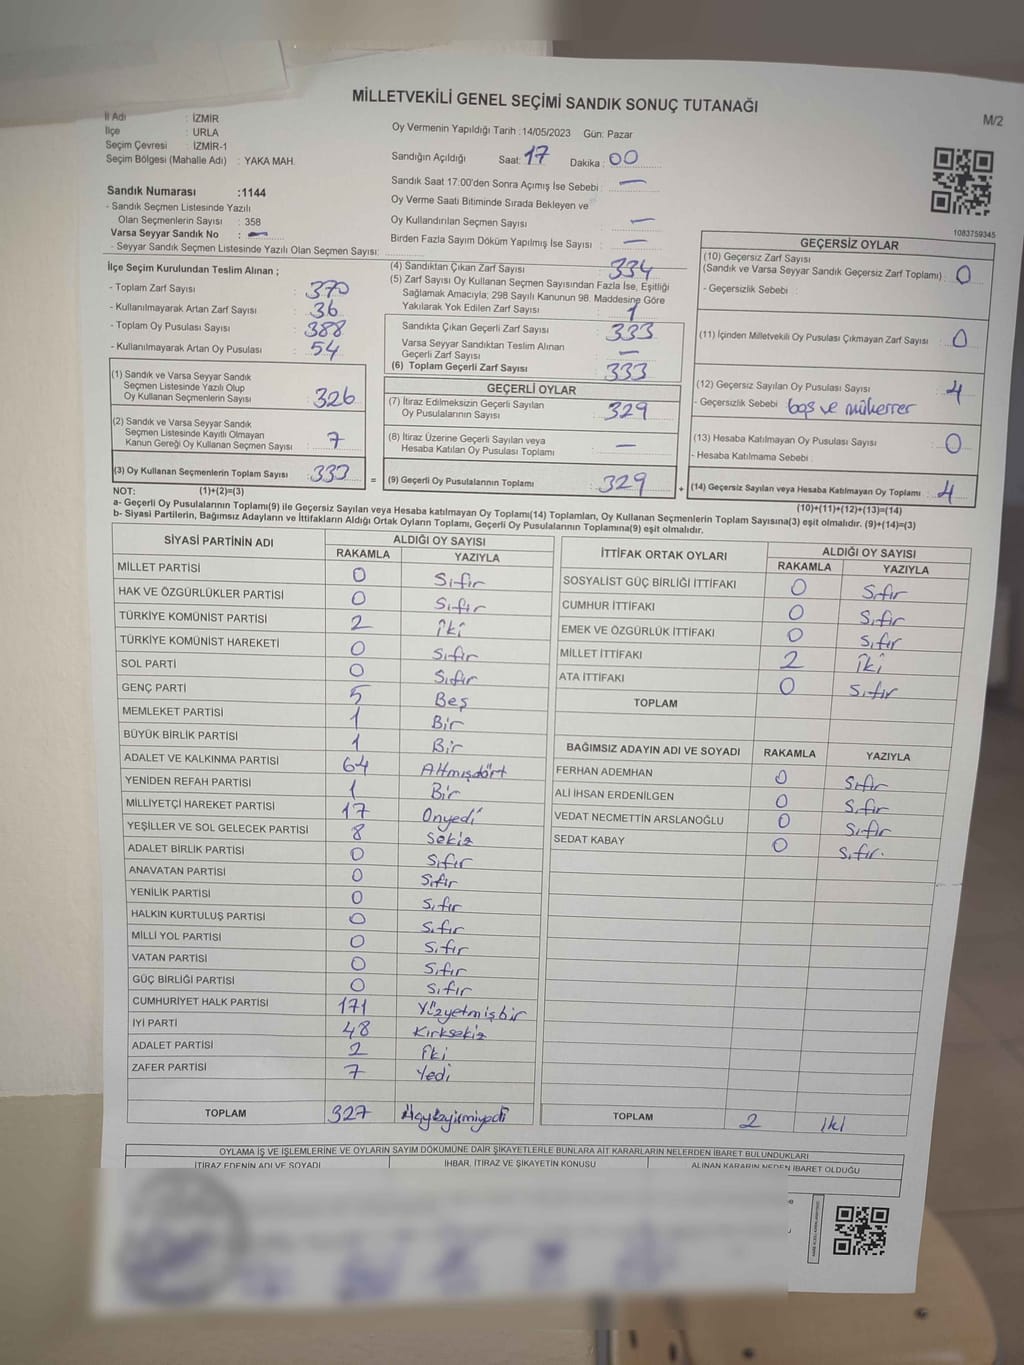 MİLLETVEKİLİ GENEL SEÇİMİ SANDIK SONUÇ TUTANAĞI
M/2
İl Adı : İZMİR
İlçe : URLA
Seçim Çevresi : İZMİR-1
Seçim Bölgesi (Mahalle Adı) : YAKA MAH.
Sandık Numarası :1144
- Sandık Seçmen Listesinde Yazılı
Olan Seçmenlerin Sayısı : 358
Varsa Seyyar Sandık No : —
- Seyyar Sandık Seçmen Listesinde Yazılı Olan Seçmen Sayısı:
Oy Vermenin Yapıldığı Tarih : 14/05/2023 Gün: Pazar
Sandığın Açıldığı Saat: 17 Dakika : 00
Sandık Saat 17:00'den Sonra Açımış İse Sebebi : —
Oy Verme Saati Bitiminde Sırada Bekleyen ve
Oy Kullandırılan Seçmen Sayısı —
Birden Fazla Sayım Döküm Yapılmış İse Sayısı : —
1083759345
İlçe Seçim Kurulundan Teslim Alınan ;
- Toplam Zarf Sayısı : 370
- Kullanılmayarak Artan Zarf Sayısı : 36
- Toplam Oy Pusulası Sayısı : 388
- Kullanılmayarak Artan Oy Pusulası : 54
(4) Sandıktan Çıkan Zarf Sayısı : 334
(5) Zarf Sayısı Oy Kullanan Seçmen Sayısından Fazla İse, Eşitliği
Sağlamak Amacıyla, 298 Sayılı Kanunun 98. Maddesine Göre
Yakılarak Yok Edilen Zarf Sayısı : 1
Sandıkta Çıkan Geçerli Zarf Sayısı : 333
Varsa Seyyar Sandıktan Teslim Alınan
Geçerli Zarf Sayısı : —
(6) Toplam Geçerli Zarf Sayısı : 333
GEÇERSİZ OYLAR
(10) Geçersiz Zarf Sayısı
(Sandık ve Varsa Seyyar Sandık Geçersiz Zarf Toplamı) : 0
- Geçersizlik Sebebi :
(11) İçinden Milletvekili Oy Pusulası Çıkmayan Zarf Sayısı : 0
(12) Geçersiz Sayılan Oy Pusulası Sayısı : 4
- Geçersizlik Sebebi : boş ve mükerrer
(13) Hesaba Katılmayan Oy Pusulası Sayısı : 0
- Hesaba Katılmama Sebebi :
(14) Geçersiz Sayılan veya Hesaba Katılmayan Oy Toplamı : 4
(10)+(11)+(12)+(13)=(14)
(1) Sandık ve Varsa Seyyar Sandık
Seçmen Listesinde Yazılı Olup
Oy Kullanan Seçmenlerin Sayısı : 326
(2) Sandık ve Varsa Seyyar Sandık
Seçmen Listesinde Kayıtlı Olmayan
Kanun Gereği Oy Kullanan Seçmen Sayısı : 7
(3) Oy Kullanan Seçmenlerin Toplam Sayısı : 333 =
GEÇERLİ OYLAR
(7) İtiraz Edilmeksizin Geçerli Sayılan
Oy Pusulalarının Sayısı : 329
(8) İtiraz Üzerine Geçerli Sayılan veya
Hesaba Katılan Oy Pusulası Toplamı : —
(9) Geçerli Oy Pusulalarının Toplamı : 329 +
NOT: (1)+(2)=(3)
a- Geçerli Oy Pusulalarının Toplamı(9) ile Geçersiz Sayılan veya Hesaba katılmayan Oy Toplamı(14) Toplamları, Oy Kullanan Seçmenlerin Toplam Sayısına(3) eşit olmalıdır. (9)+(14)=(3)
b- Siyasi Partilerin, Bağımsız Adayların ve İttifakların Aldığı Ortak Oyların Toplamı, Geçerli Oy Pusulalarının Toplamına(9) eşit olmalıdır.
SİYASİ PARTİNİN ADI ALDIĞI OY SAYISI
RAKAMLA YAZIYLA
MİLLET PARTİSİ 0 Sıfır
HAK VE ÖZGÜRLÜKLER PARTİSİ 0 Sıfır
TÜRKİYE KOMÜNİST PARTİSİ 2 iki
TÜRKİYE KOMÜNİST HAREKETİ 0 Sıfır
SOL PARTİ 0 Sıfır
GENÇ PARTİ 5 Beş
MEMLEKET PARTİSİ 1 Bir
BÜYÜK BİRLİK PARTİSİ 1 Bir
ADALET VE KALKINMA PARTİSİ 64 Altmışdört
YENİDEN REFAH PARTİSİ 1 Bir
MİLLİYETÇİ HAREKET PARTİSİ 17 Onyedi
YEŞİLLER VE SOL GELECEK PARTİSİ 8 Sekiz
ADALET BİRLİK PARTİSİ 0 Sıfır
ANAVATAN PARTİSİ 0 Sıfır
YENİLİK PARTİSİ 0 Sıfır
HALKIN KURTULUŞ PARTİSİ 0 Sıfır
MİLLİ YOL PARTİSİ 0 Sıfır
VATAN PARTİSİ 0 Sıfır
GÜÇ BİRLİĞİ PARTİSİ 0 Sıfır
CUMHURİYET HALK PARTİSİ 171 Yüzyetmişbir
İYİ PARTİ 48 Kırksekiz
ADALET PARTİSİ 2 İki
ZAFER PARTİSİ 7 Yedi
TOPLAM 327
İTTİFAK ORTAK OYLARI ALDIĞI OY SAYISI
RAKAMLA YAZIYLA
SOSYALİST GÜÇ BİRLİĞİ İTTİFAKI 0 Sıfır
CUMHUR İTTİFAKI 0 Sıfır
EMEK VE ÖZGÜRLÜK İTTİFAKI 0 Sıfır
MİLLET İTTİFAKI 2 iki
ATA İTTİFAKI 0 Sıfır
TOPLAM
BAĞIMSIZ ADAYIN ADI VE SOYADI RAKAMLA YAZIYLA
FERHAN ADEMHAN 0 Sıfır
ALİ İHSAN ERDENİLGEN 0 Sıfır
VEDAT NECMETTİN ARSLANOĞLU 0 Sıfır
SEDAT KABAY 0 Sıfır.
TOPLAM 2 iki
OYLAMA İŞ VE İŞLEMLERİNE VE OYLARIN SAYIM DÖKÜMÜNE DAİR ŞİKAYETLERLE BUNLARA AİT KARARLARIN NELERDEN İBARET BULUNDUKLARI
İTİRAZ EDENİN ADI VE SOYADI İHBAR, İTİRAZ VE ŞİKAYETİN KONUSU ALINAN KARARIN NEDEN İBARET OLDUĞU